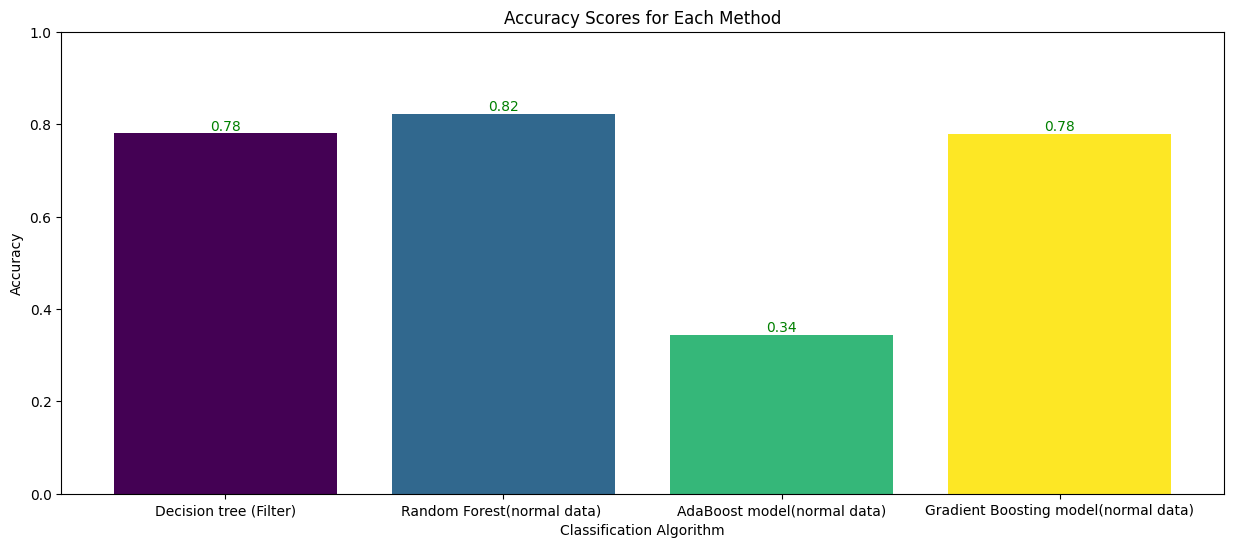 Accuracy Scores for Each Method
1.0
0.8
0.6
0.4
0.2
0.0
Accuracy
0.78
0.82
0.34
0.78
Decision tree (Filter)
Random Forest(normal data)
AdaBoost model(normal data)
Gradient Boosting model(normal data)
Classification Algorithm